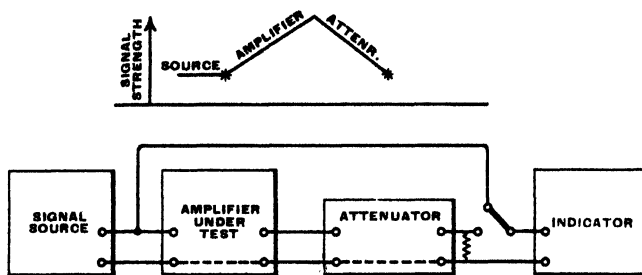 SIGNAL
STRENGTH
SOURCE
AMPLIFIER
ATTENR.
SIGNAL
SOURCE
AMPLIFIER
UNDER
TEST
ATTENUATOR
INDICATOR